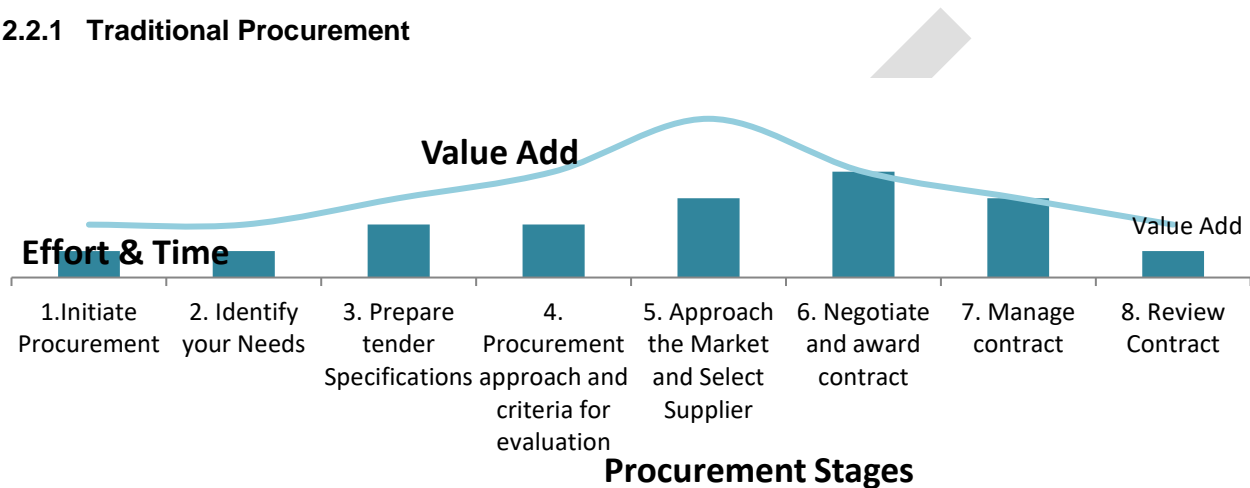 2.2.1 Traditional Procurement
Value Add
Value Add
Effort & Time
1.Initiate
Procurement
2. Identify
your Needs
3. Prepare
tender
Specifications
4.
Procurement
approach and
criteria for
evaluation
5. Approach
the Market
and Select
Supplier
6. Negotiate
and award
contract
7. Manage
contract
8. Review
Contract
Procurement Stages